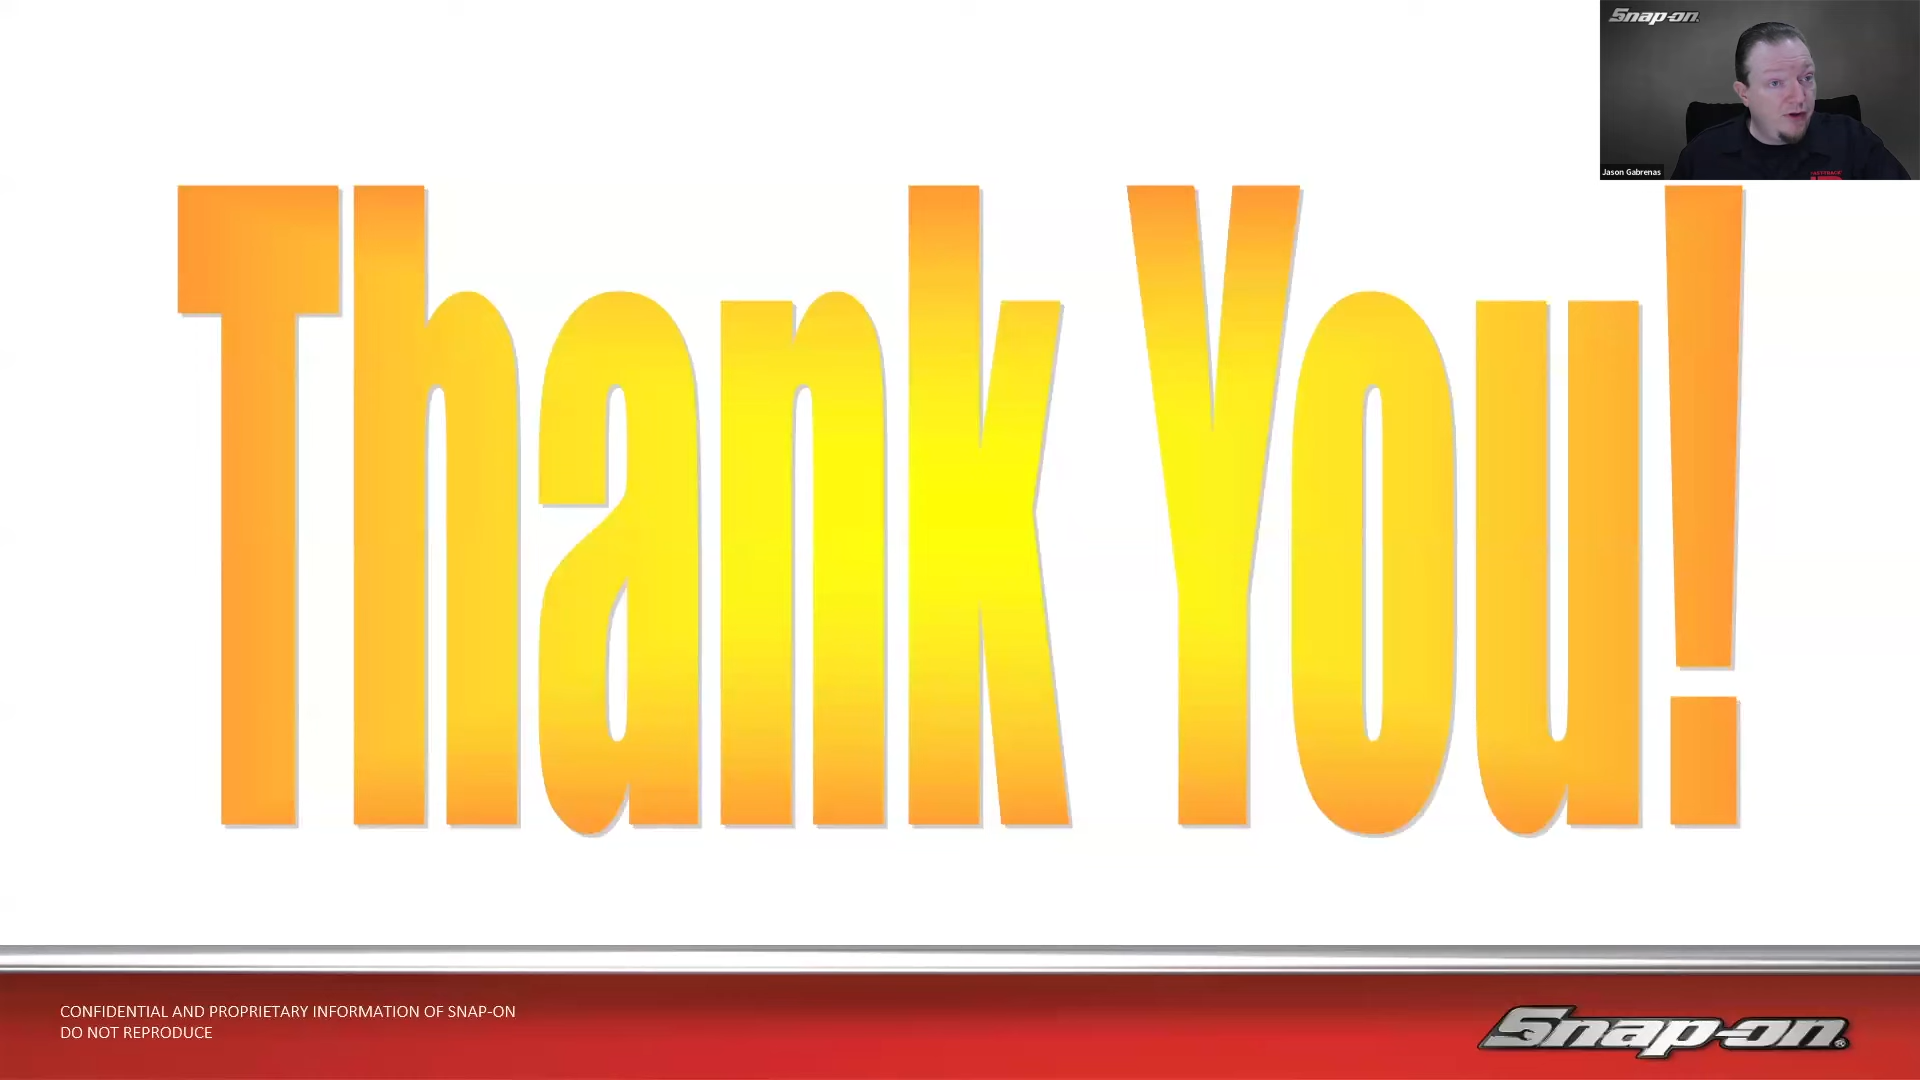 Snap-on
Jason Gabrenas
Thank You!
CONFIDENTIAL AND PROPRIETARY INFORMATION OF SNAP-ON
DO NOT REPRODUCE
Snap-on®